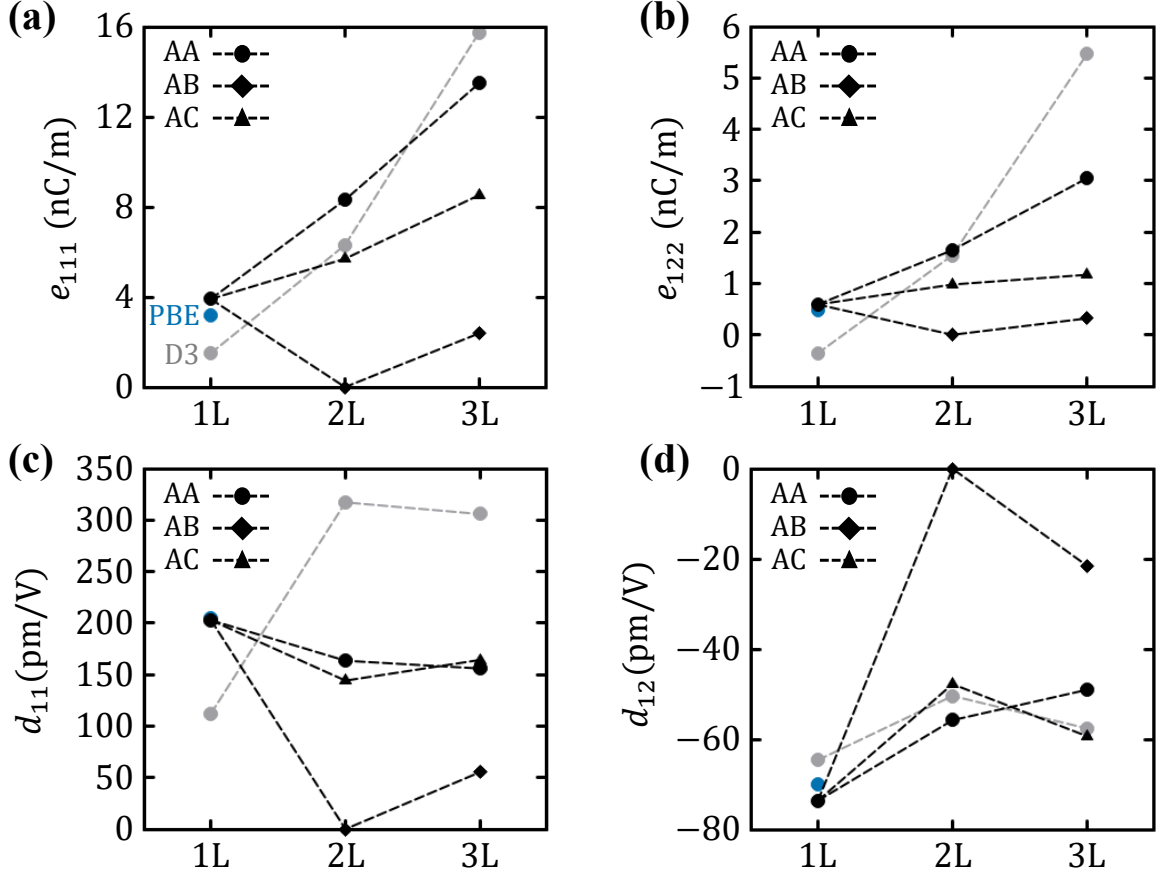 (a)
16
12
8
4
0
e111 (nC/m)
AA
AB
AC
PBE
D3
1L 2L 3L
(b)
6
5
4
3
2
1
0
−1
e122 (nC/m)
AA
AB
AC
1L 2L 3L
(c)
350
300
250
200
150
100
50
0
d11(pm/V)
AA
AB
AC
1L 2L 3L
(d)
0
−20
−40
−60
−80
d12(pm/V)
AA
AB
AC
1L 2L 3L